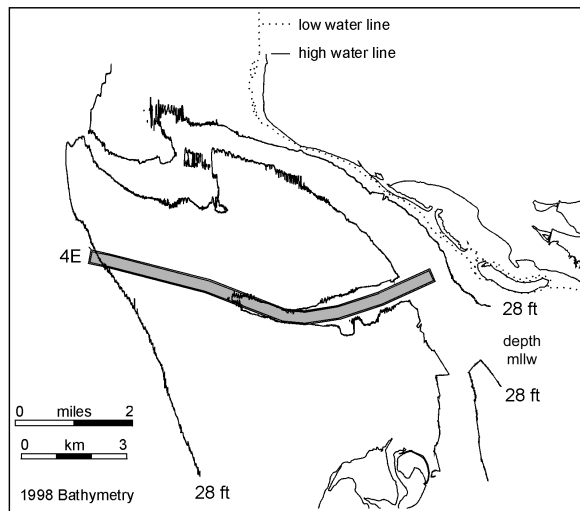 low water line
high water line
4E
28 ft
depth
mllw
28 ft
0 miles 2
0 km 3
1998 Bathymetry
28 ft